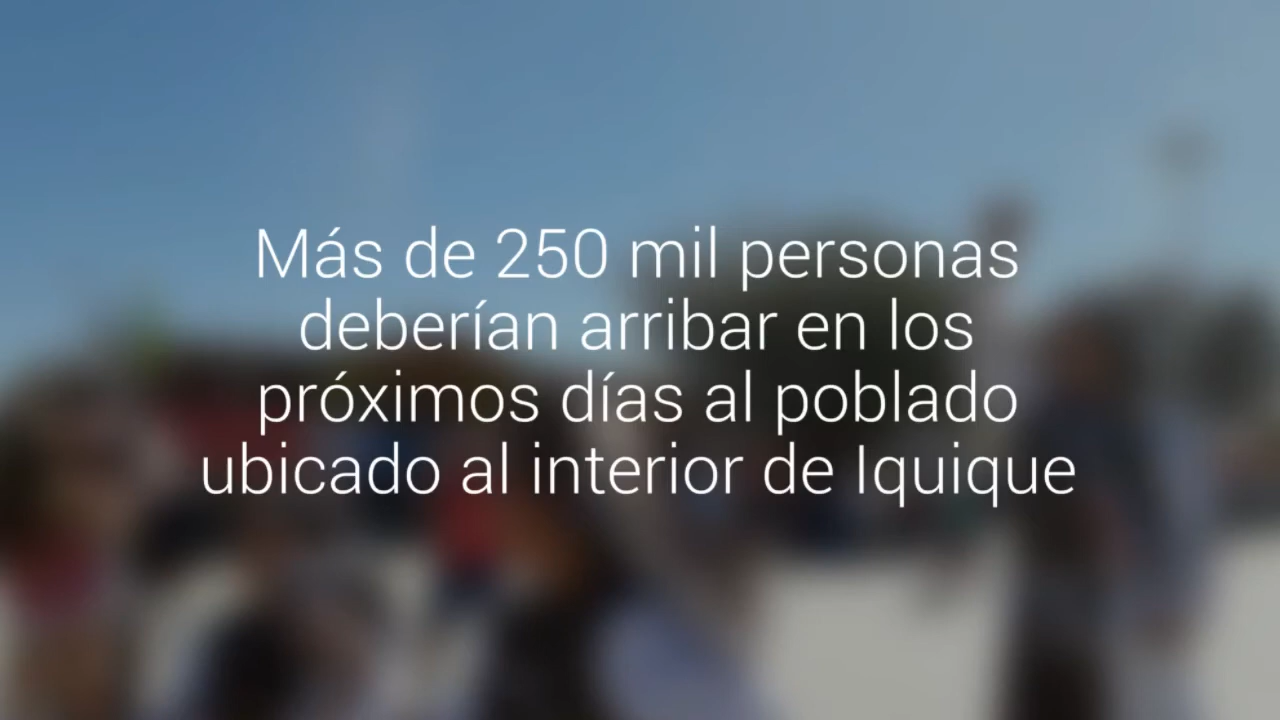 Más de 250 mil personas
deberían arribar en los
próximos días al poblado
ubicado al interior de Iquique